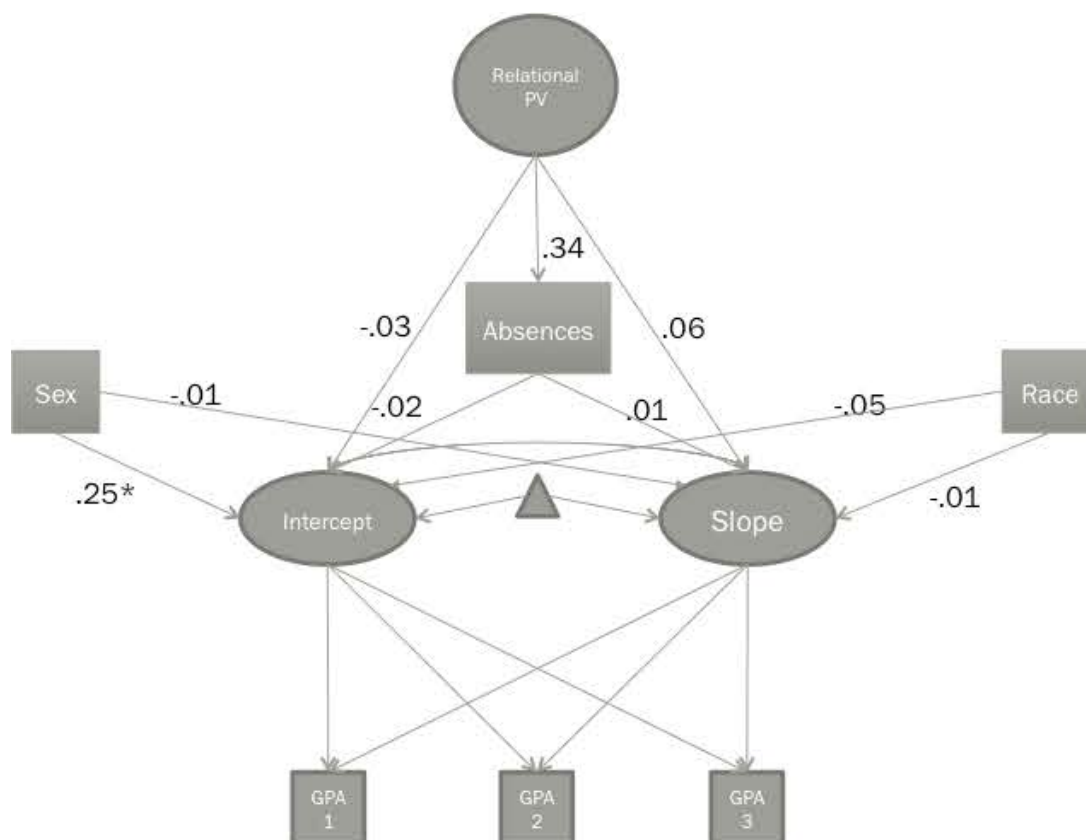 Relational
PV
.34
-.03
Absences
.06
Sex
-.01
-.02
.01
-.05
Race
.25*
Intercept
Slope
-.01
GPA
1
GPA
2
GPA
3